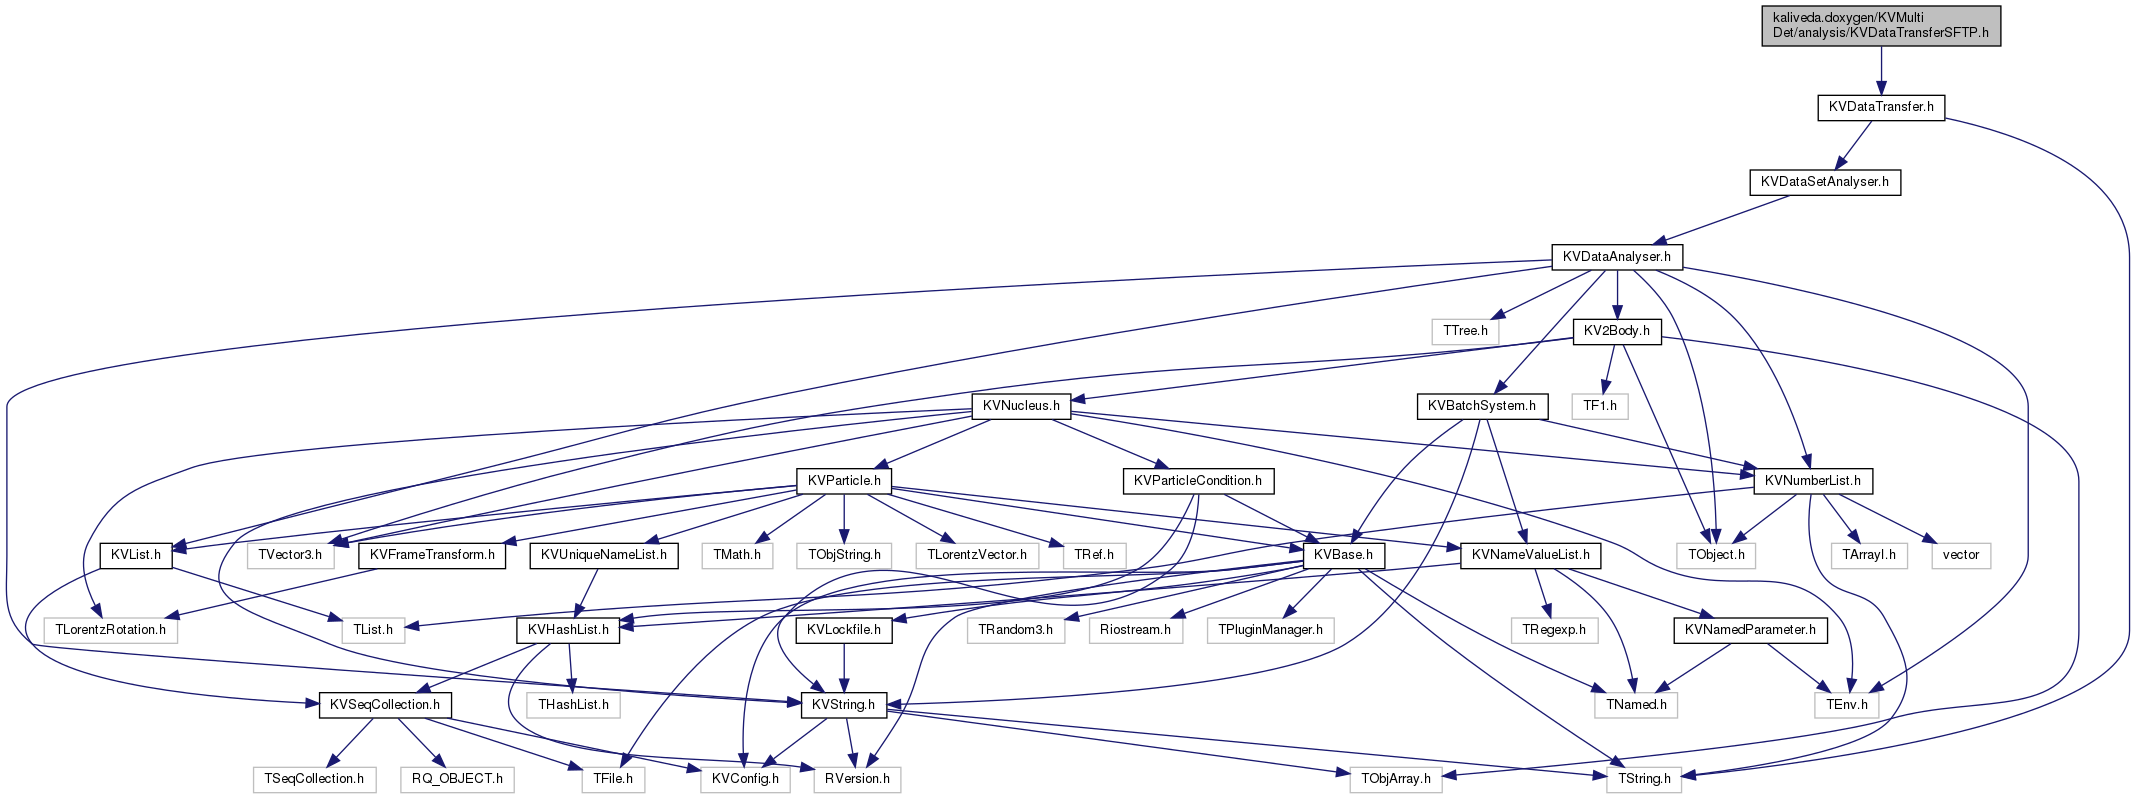 kaliveda.doxygen/KVMulti
Det/analysis/KVDataTransferSFTP.h
KVDataTransfer.h
KVDataSetAnalyser.h
KVDataAnalyser.h
TTree.h
KV2Body.h
KVNucleus.h
KVBatchSystem.h
TF1.h
KVParticle.h
KVParticleCondition.h
KVNumberList.h
KVList.h
TVector3.h
KVFrameTransform.h
KVUniqueNameList.h
TMath.h
TObjString.h
TLorentzVector.h
TRef.h
KVBase.h
KVNameValueList.h
TObject.h
TArrayI.h
vector
TLorentzRotation.h
TList.h
KVHashList.h
KVLockfile.h
TRandom3.h
Riostream.h
TPluginManager.h
TRegexp.h
KVNamedParameter.h
KVSeqCollection.h
THashList.h
KVString.h
TNamed.h
TEnv.h
TSeqCollection.h
RQ_OBJECT.h
TFile.h
KVConfig.h
RVersion.h
TObjArray.h
TString.h